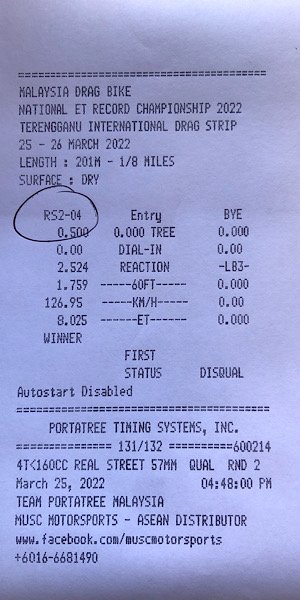 ========================================
MALAYSIA DRAG BIKE
NATIONAL ET RECORD CHAMPIONSHIP 2022
TERENGGANU INTERNATIONAL DRAG STRIP
25 - 26 MARCH 2022
LENGTH : 201M - 1/8 MILES
SURFACE : DRY
========================================
RS2-04 Entry BYE
0.500 0.000 TREE 0.000
0.00 DIAL-IN 0.00
2.524 REACTION -LB3-
1.759 -----60FT----- 0.000
126.95 -----KM/H----- 0.00
8.025 ------ET------ 0.000
WINNER
FIRST
STATUS DISQUAL
Autostart Disabled
========================================
PORTATREE TIMING SYSTEMS, INC.
=============== 131/132 ==========600214
4T<160CC REAL STREET 57MM QUAL RND 2
March 25, 2022 04:48:00 PM
TEAM PORTATREE MALAYSIA
MUSC MOTORSPORTS - ASEAN DISTRIBUTOR
www.facebook.com/muscmotorsports
+6016-6681490